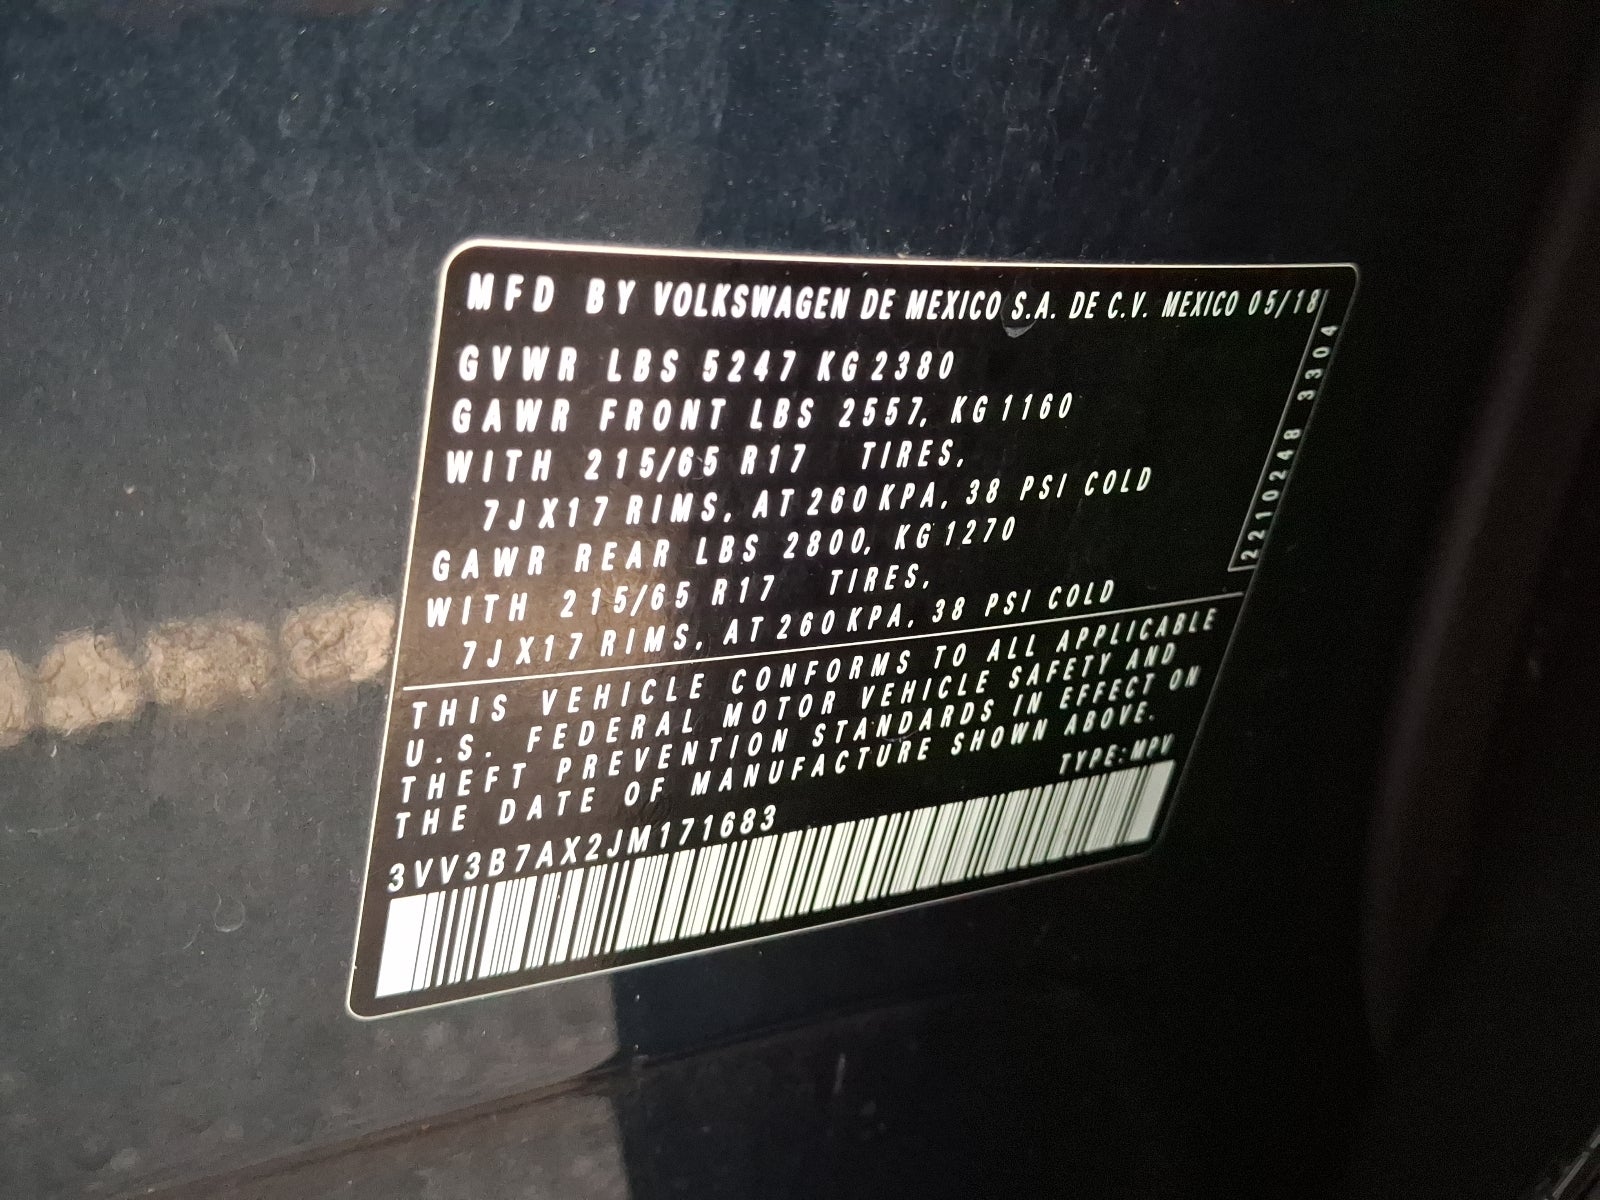 MFD BY VOLKSWAGEN DE MEXICO S.A. DE C.V. MEXICO 05/18
GVWR LBS 5247 KG 2380
GAWR FRONT LBS 2557, KG 1160
WITH 215/65 R17 TIRES,
7JX17 RIMS, AT 260 KPA, 38 PSI COLD
GAWR REAR LBS 2800, KG 1270
WITH 215/65 R17 TIRES,
7JX17 RIMS, AT 260 KPA, 38 PSI COLD
2210248 3304
THIS VEHICLE CONFORMS TO ALL APPLICABLE
U.S. FEDERAL MOTOR VEHICLE SAFETY AND
THEFT PREVENTION STANDARDS IN EFFECT ON
THE DATE OF MANUFACTURE SHOWN ABOVE.
TYPE:MPV
3VV3B7AX2JM171683